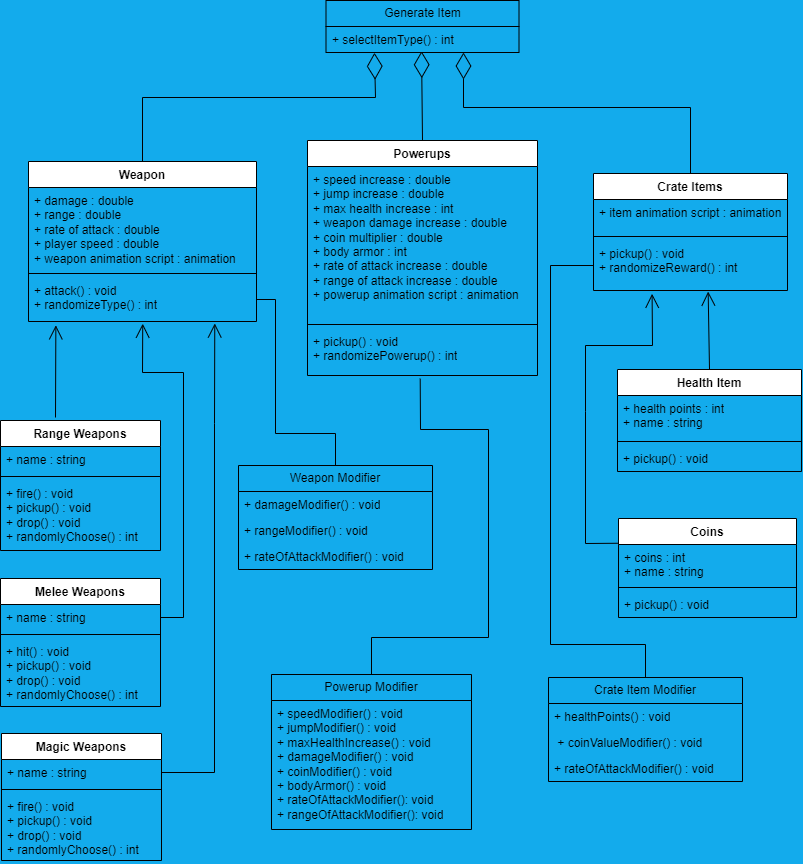 Generate Item
+ selectItemType() : int
Weapon
+ damage : double
+ range : double
+ rate of attack : double
+ player speed : double
+ weapon animation script : animation
+ attack() : void
+ randomizeType() : int
Powerups
+ speed increase : double
+ jump increase : double
+ max health increase : int
+ weapon damage increase : double
+ coin multiplier : double
+ body armor : int
+ rate of attack increase : double
+ range of attack increase : double
+ powerup animation script : animation
+ pickup() : void
+ randomizePowerup() : int
Crate Items
+ item animation script : animation
+ pickup() : void
+ randomizeReward() : int
Health Item
+ health points : int
+ name : string
+ pickup() : void
Range Weapons
+ name : string
+ fire() : void
+ pickup() : void
+ drop() : void
+ randomlyChoose() : int
Weapon Modifier
+ damageModifier() : void
+ rangeModifier() : void
+ rateOfAttackModifier() : void
Coins
+ coins : int
+ name : string
+ pickup() : void
Melee Weapons
+ name : string
+ hit() : void
+ pickup() : void
+ drop() : void
+ randomlyChoose() : int
Powerup Modifier
+ speedModifier() : void
+ jumpModifier() : void
+ maxHealthIncrease() : void
+ damageModifier() : void
+ coinModifier() : void
+ bodyArmor() : void
+ rateOfAttackModifier(): void
+ rangeOfAttackModifier(): void
Crate Item Modifier
+ healthPoints() : void
+ coinValueModifier() : void
+ rateOfAttackModifier() : void
Magic Weapons
+ name : string
+ fire() : void
+ pickup() : void
+ drop() : void
+ randomlyChoose() : int